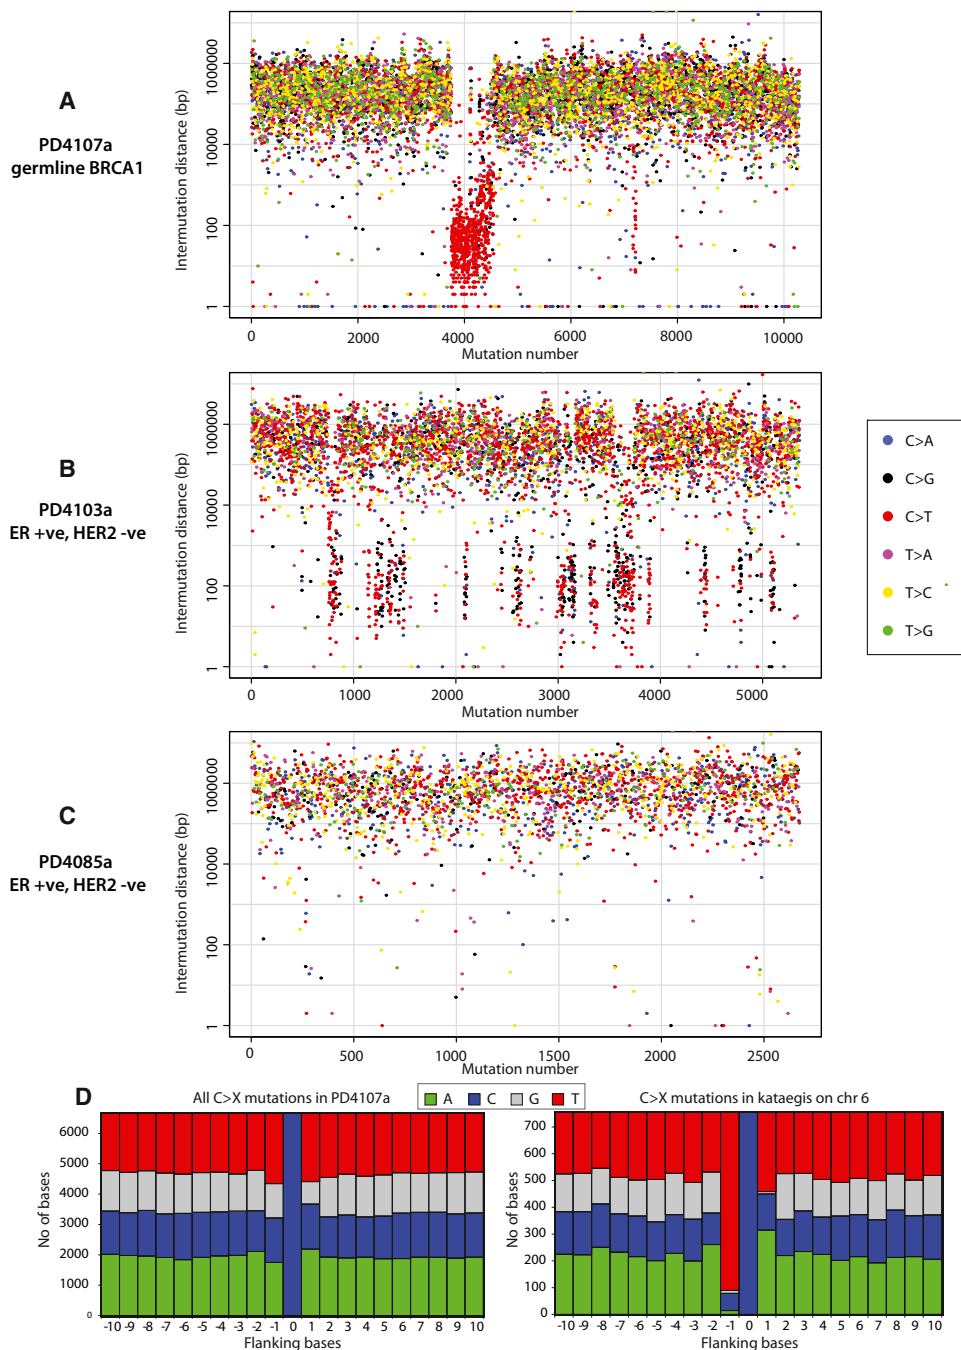 A
PD4107a
germline BRCA1
Intermutation distance (bp)
1000000
10000
100
1
0 2000 4000 6000 8000 10000
Mutation number
B
PD4103a
ER +ve, HER2 -ve
Intermutation distance (bp)
1000000
10000
100
1
0 1000 2000 3000 4000 5000
Mutation number
C>A
C>G
C>T
T>A
T>C
T>G
C
PD4085a
ER +ve, HER2 -ve
Intermutation distance (bp)
1000000
10000
100
1
0 500 1000 1500 2000 2500
Mutation number
D
All C>X mutations in PD4107a
A C G T
C>X mutations in kataegis on chr 6
No of bases
6000
5000
4000
3000
2000
1000
0
-10 -9 -8 -7 -6 -5 -4 -3 -2 -1 0 1 2 3 4 5 6 7 8 9 10
Flanking bases
No of bases
700
600
500
400
300
200
100
0
-10 -9 -8 -7 -6 -5 -4 -3 -2 -1 0 1 2 3 4 5 6 7 8 9 10
Flanking bases